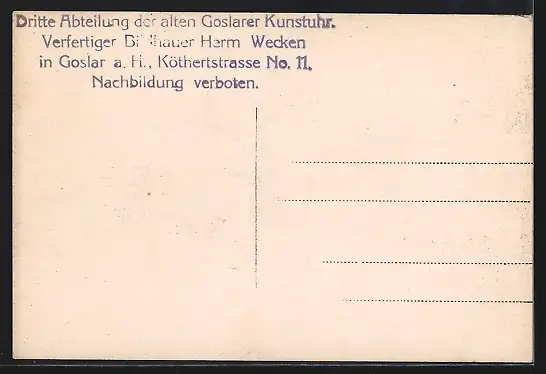 Dritte Abteilung der alten Goslarer Kunstuhr.
Verfertiger Bildhauer Herm Wecken
in Goslar a. H., Köthertstrasse No. 11.
Nachbildung verboten.